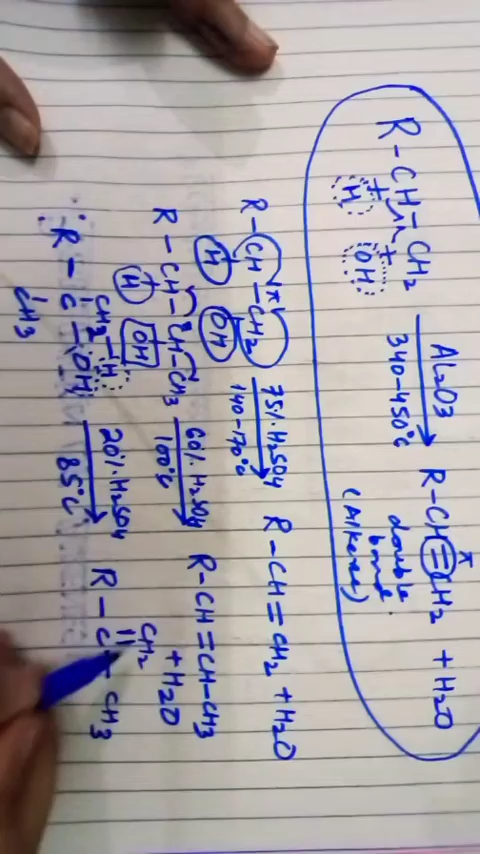 R-CH-CH2 Al2O3 R-CH=CH2 + H2O
H OH 340-450°C double
bond
(Alkenes)
R-CH-CH2 75% H2SO4 R-CH=CH2 + H2O
H OH 140-170°C
R-CH-CH-CH3 60% H2SO4 R-CH=CH-CH3
H OH 100°C + H2O
CH2-H 20% H2SO4 CH2
R-C-OH 85°C R-C-CH3
CH3